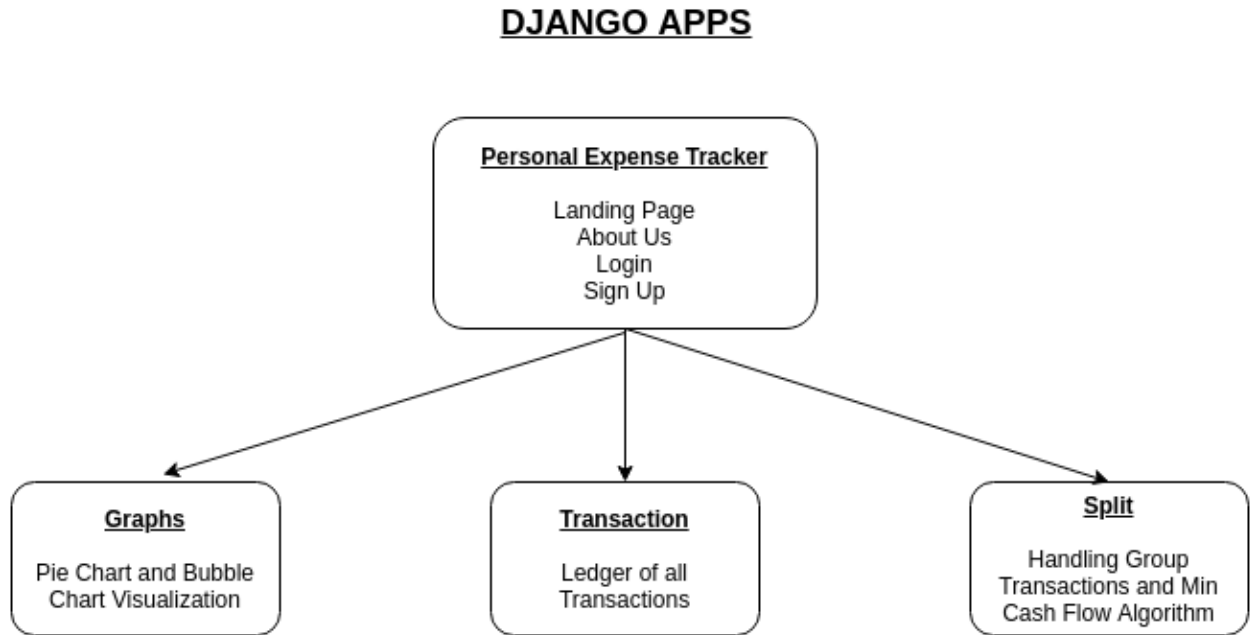 DJANGO APPS
Personal Expense Tracker
Landing Page
About Us
Login
Sign Up
Graphs
Pie Chart and Bubble
Chart Visualization
Transaction
Ledger of all
Transactions
Split
Handling Group
Transactions and Min
Cash Flow Algorithm